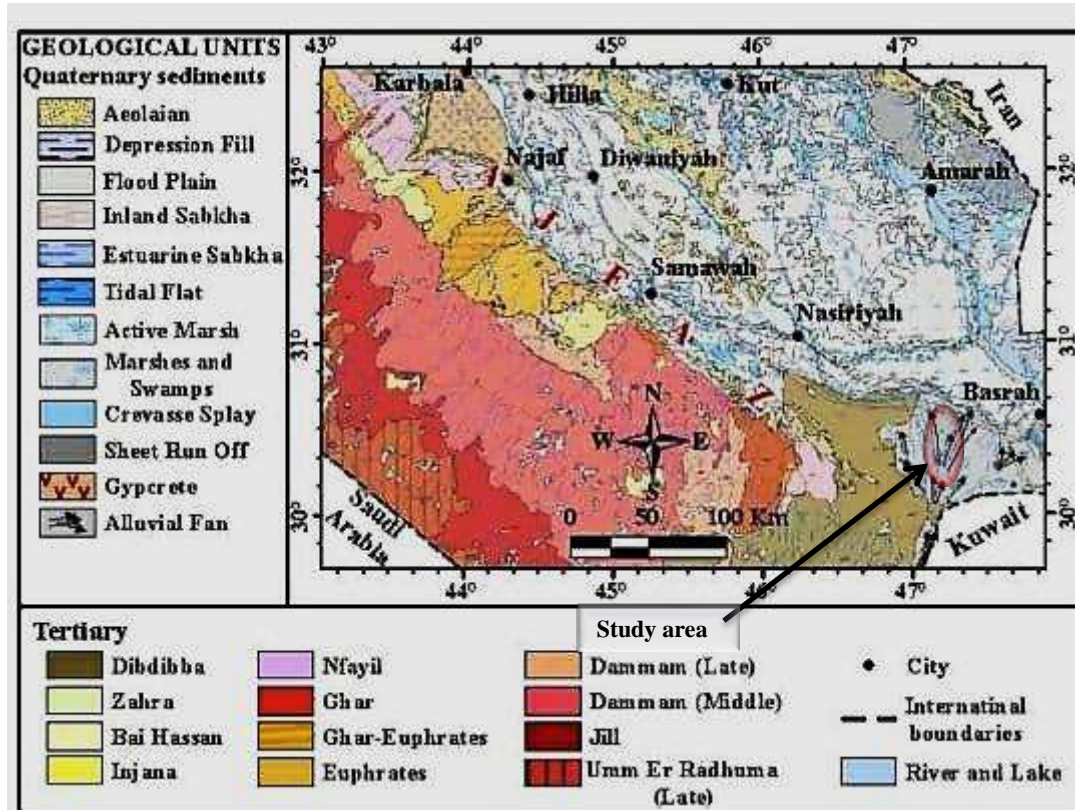 GEOLOGICAL UNITS
Quaternary sediments
Aeolaian
Depression Fill
Flood Plain
Inland Sabkha
Estuarine Sabkha
Tidal Flat
Active Marsh
Marshes and
Swamps
Crevasse Splay
Sheet Run Off
Gypcrete
Alluvial Fan
43° 44° 45° 46° 47°
Karbala
Hilla
Kut
Iran
32°
Najaf
Diwaniyah
Amarah
32°
Samawah
Nasiriyah
31°
31°
Basrah
N
W E
S
30°
30°
0 50 100 Km
Saudi
Arabia
Kuwait
44° 45° 46° 47°
Study area
Tertiary
Dibdibba
Zahra
Bai Hassan
Injana
Nfayil
Ghar
Ghar-Euphrates
Euphrates
Dammam (Late)
Dammam (Middle)
Jill
Umm Er Radhuma
(Late)
City
Internatinal
boundaries
River and Lake